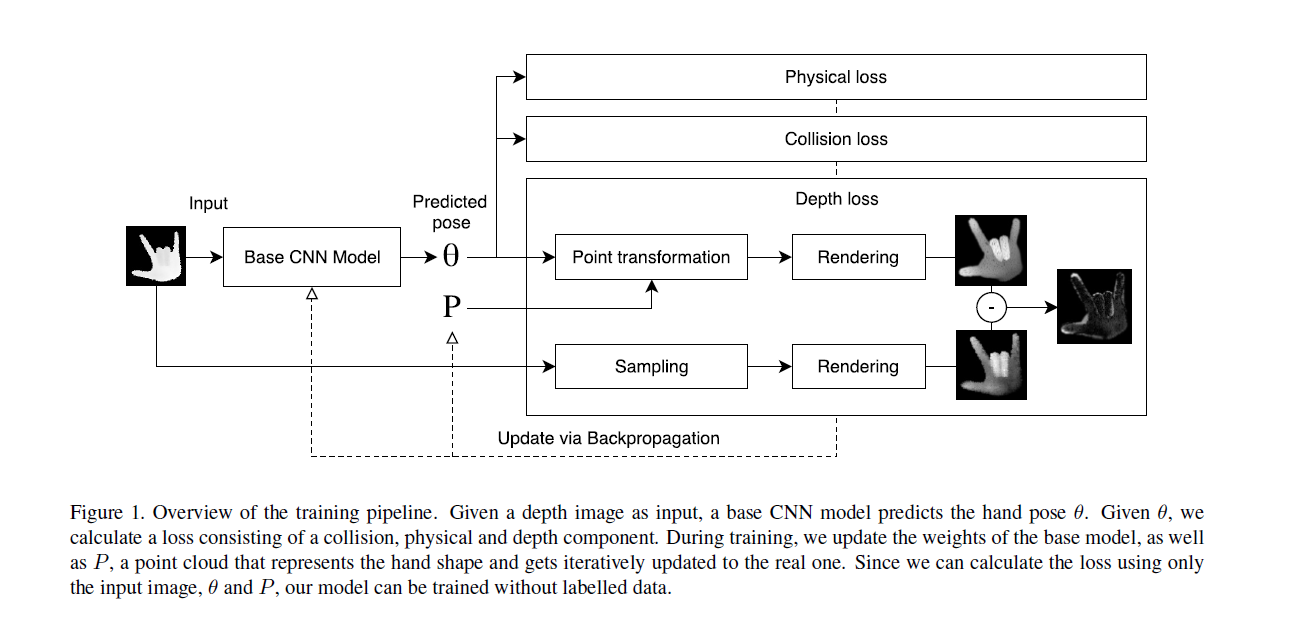 Physical loss
Collision loss
Depth loss
Input
Predicted
pose
Base CNN Model
θ
Point transformation
Rendering
P
-
Sampling
Rendering
Update via Backpropagation
Figure 1. Overview of the training pipeline. Given a depth image as input, a base CNN model predicts the hand pose θ. Given θ, we
calculate a loss consisting of a collision, physical and depth component. During training, we update the weights of the base model, as well
as P, a point cloud that represents the hand shape and gets iteratively updated to the real one. Since we can calculate the loss using only
the input image, θ and P, our model can be trained without labelled data.